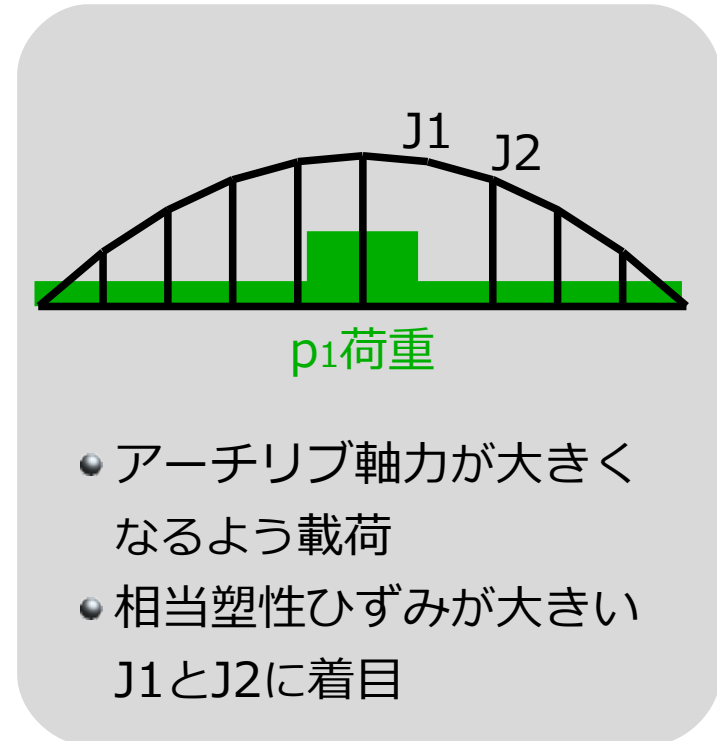 J1
J2
p1荷重
アーチリブ軸力が大きく
なるよう載荷
相当塑性ひずみが大きい
J1とJ2に着目